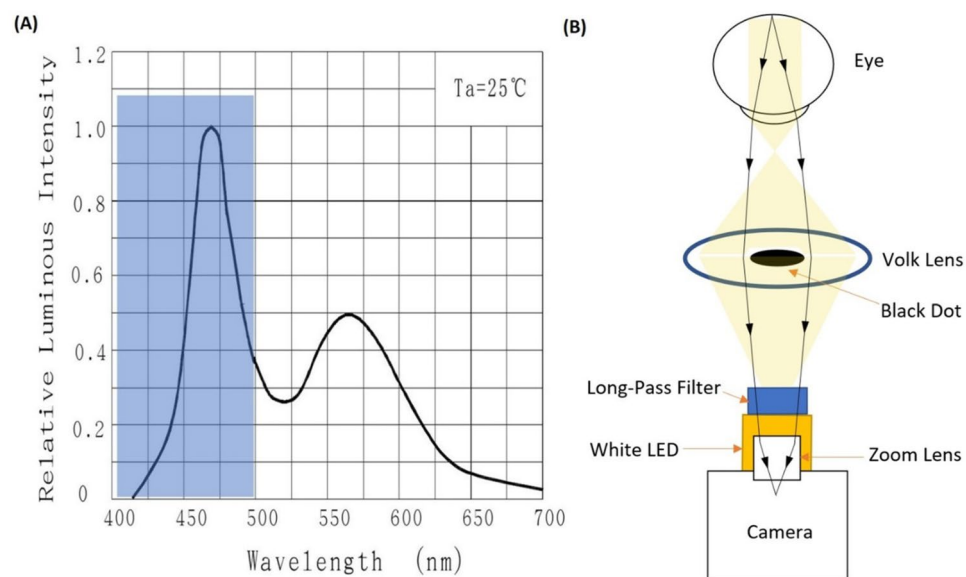 (A)
Relative Luminous Intensity
1.2
1.0
0.8
0.6
0.4
0.2
0
Ta=25℃
400 450 500 550 600 650 700
Wavelength (nm)
(B)
Eye
Volk Lens
Black Dot
Long-Pass Filter
White LED
Zoom Lens
Camera